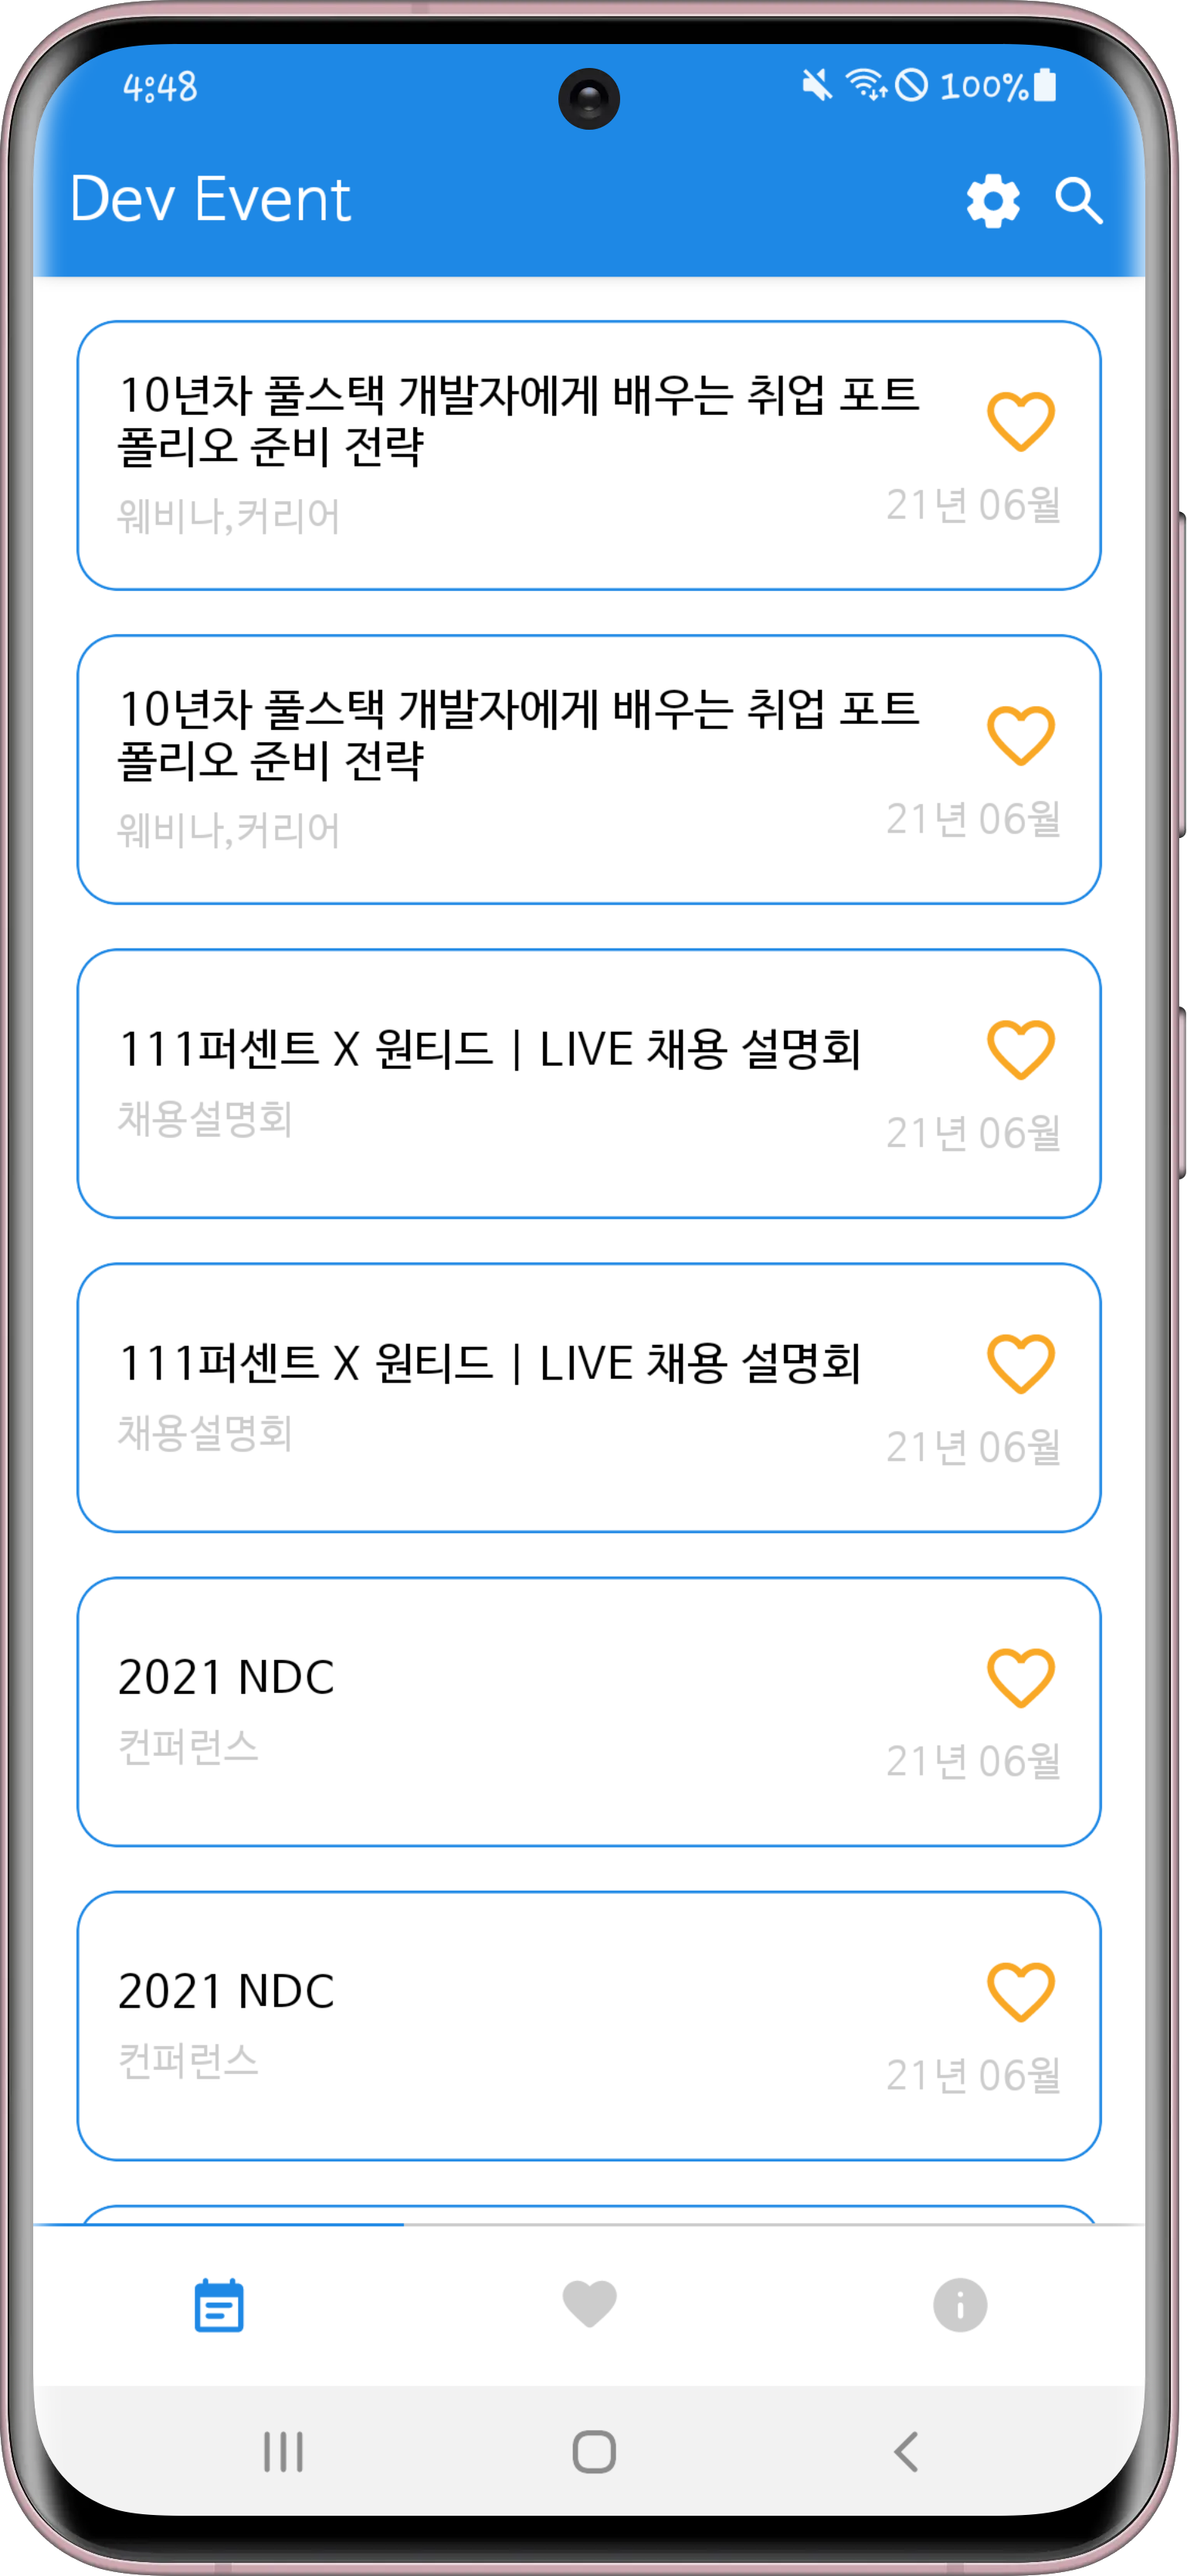 4:48
100%
Dev Event
10년차 풀스택 개발자에게 배우는 취업 포트
폴리오 준비 전략
웨비나,커리어
21년 06월
10년차 풀스택 개발자에게 배우는 취업 포트
폴리오 준비 전략
웨비나,커리어
21년 06월
111퍼센트 X 원티드 | LIVE 채용 설명회
채용설명회
21년 06월
111퍼센트 X 원티드 | LIVE 채용 설명회
채용설명회
21년 06월
2021 NDC
컨퍼런스
21년 06월
2021 NDC
컨퍼런스
21년 06월